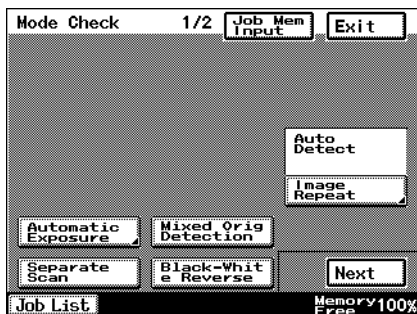 Mode Check 1/2 Job Mem
Input Exit
Auto
Detect
Image
Repeat
Automatic
Exposure
Mixed Orig
Detection
Separate
Scan
Black-Whit
e Reverse
Next
Job List
Memory
Free 100%